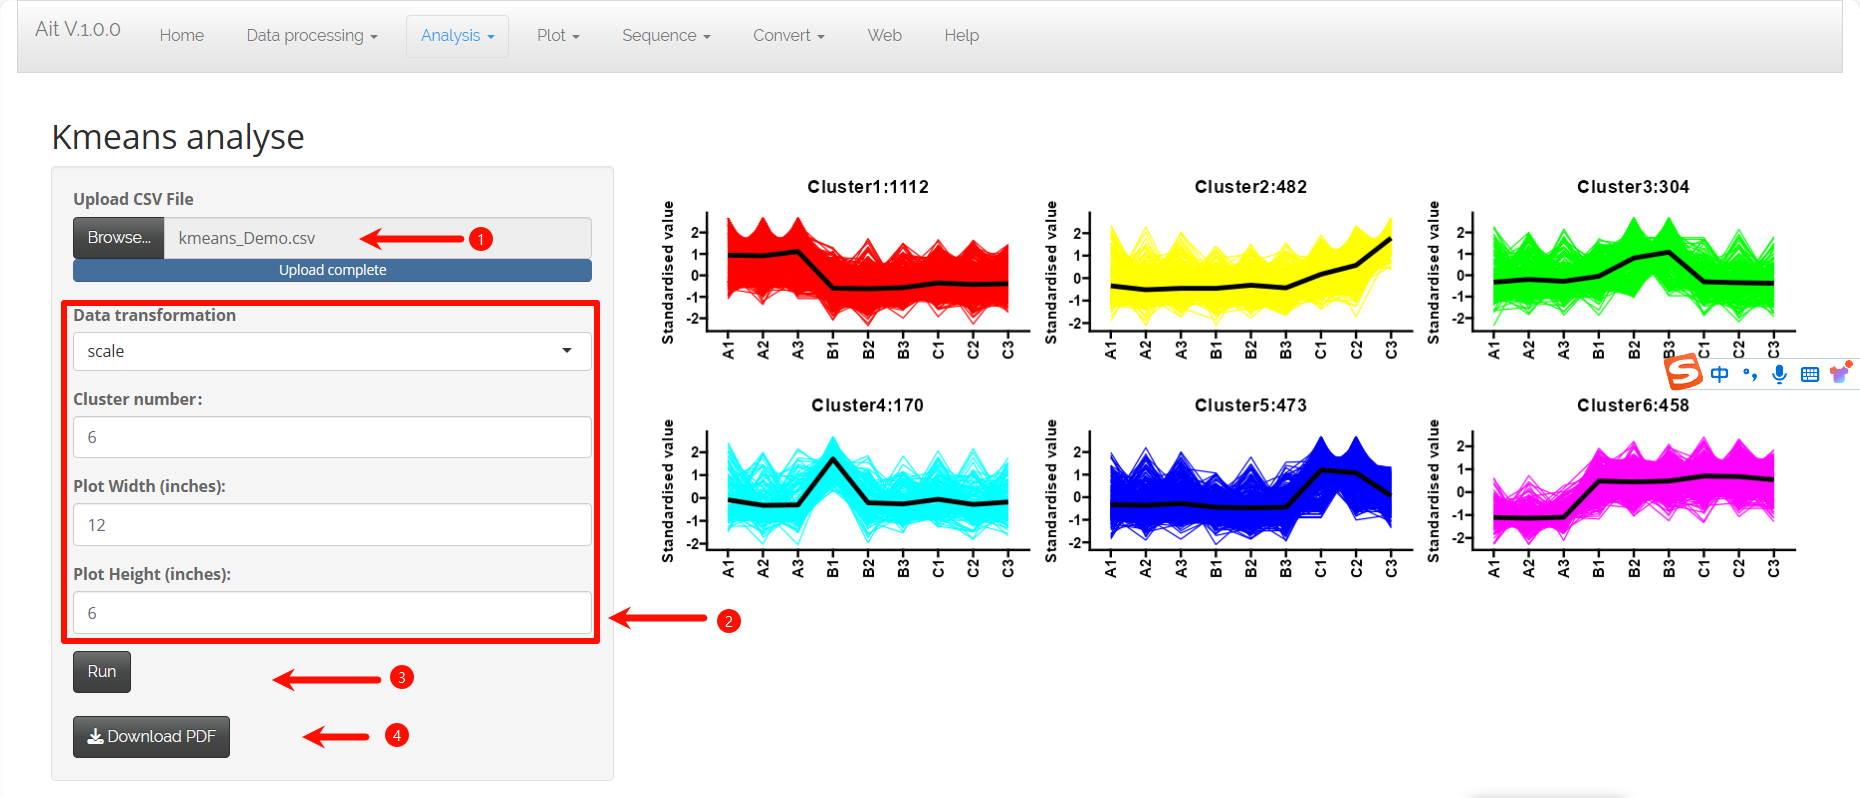 Ait V.1.0.0 Home Data processing Analysis Plot Sequence Convert Web Help
Kmeans analyse
Upload CSV File
Browse... kmeans_Demo.csv 1
Upload complete
Data transformation
scale
Cluster number:
6
Plot Width (inches):
12
Plot Height (inches):
6
2
Run 3
Download PDF 4
Cluster1:1112
Standardised value
2
1
0
-1
-2
A1 A2 A3 B1 B2 B3 C1 C2 C3
Cluster2:482
Standardised value
2
1
0
-1
-2
A1 A2 A3 B1 B2 B3 C1 C2 C3
Cluster3:304
Standardised value
2
1
0
-1
-2
A1 A2 A3 B1 B2 B3 C1 C2 C3
S 中
Cluster4:170
Standardised value
2
1
0
-1
-2
A1 A2 A3 B1 B2 B3 C1 C2 C3
Cluster5:473
Standardised value
2
1
0
-1
-2
A1 A2 A3 B1 B2 B3 C1 C2 C3
Cluster6:458
Standardised value
2
1
0
-1
-2
A1 A2 A3 B1 B2 B3 C1 C2 C3